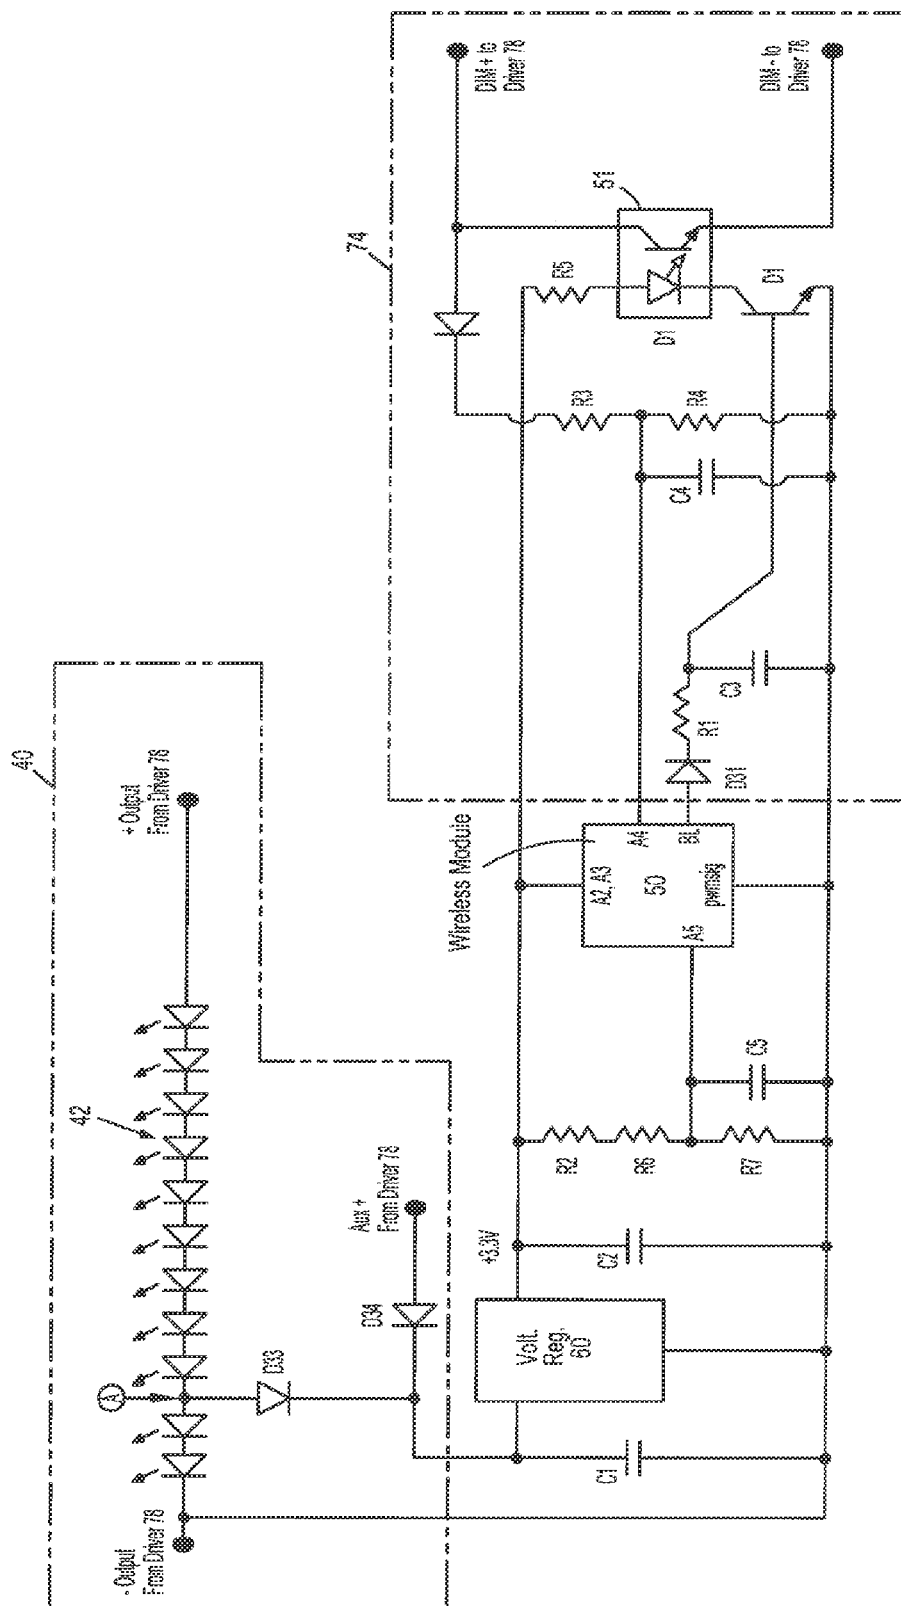 40
+ Output
From Driver 78
42
A
D33
- Output
From Driver 78
Aux +
From Driver 78
D34
74
DIM + to
Driver 78
DIM - to
Driver 78
51
R5
D1
D1
R3
R4
C4
C3
R1
D31
Wireless Module
A2, A3
A4
BL
50
A5
C5
R2
R6
R7
+3.3V
C2
Volt.
Reg.
60
C1